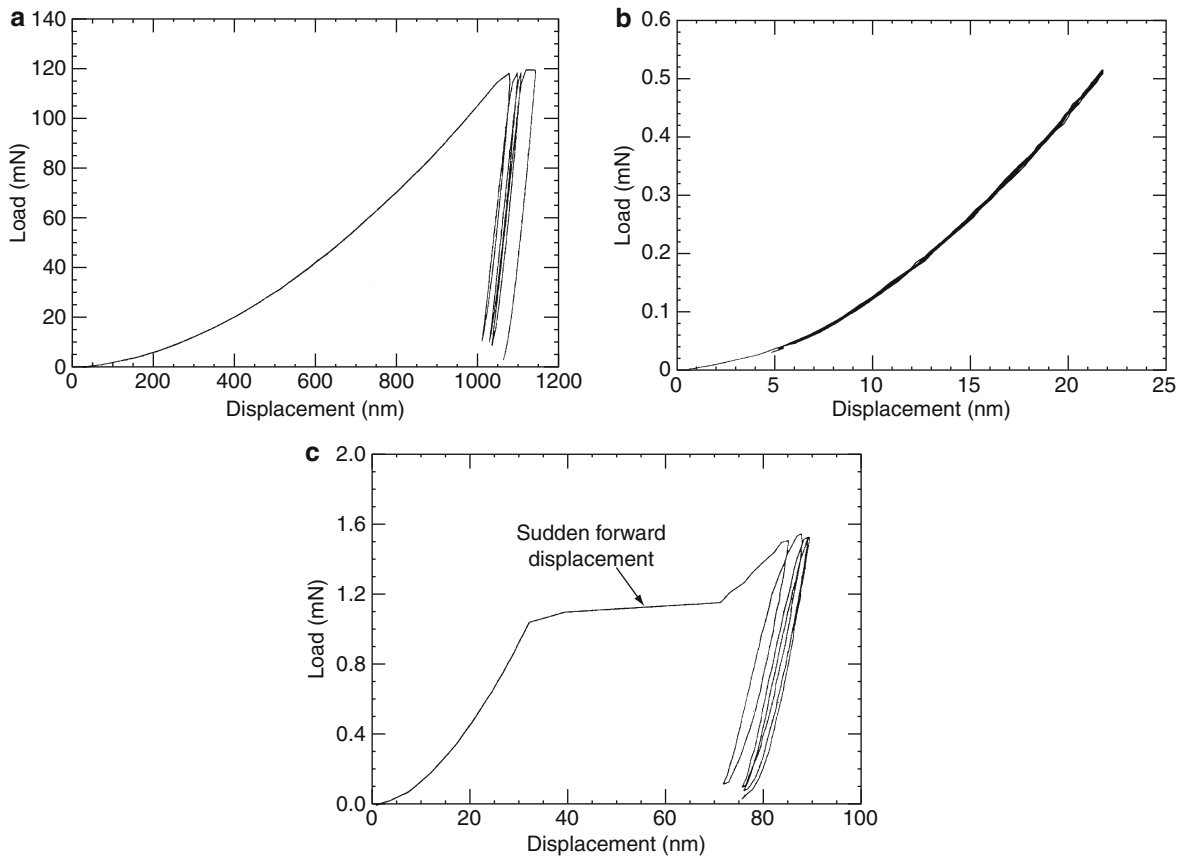 a
140
120
100
80
60
40
20
0
Load (mN)
0 200 400 600 800 1000 1200
Displacement (nm)
b
0.6
0.5
0.4
0.3
0.2
0.1
0
Load (mN)
0 5 10 15 20 25
Displacement (nm)
c
2.0
1.6
1.2
0.8
0.4
0.0
Load (mN)
Sudden forward
displacement
0 20 40 60 80 100
Displacement (nm)